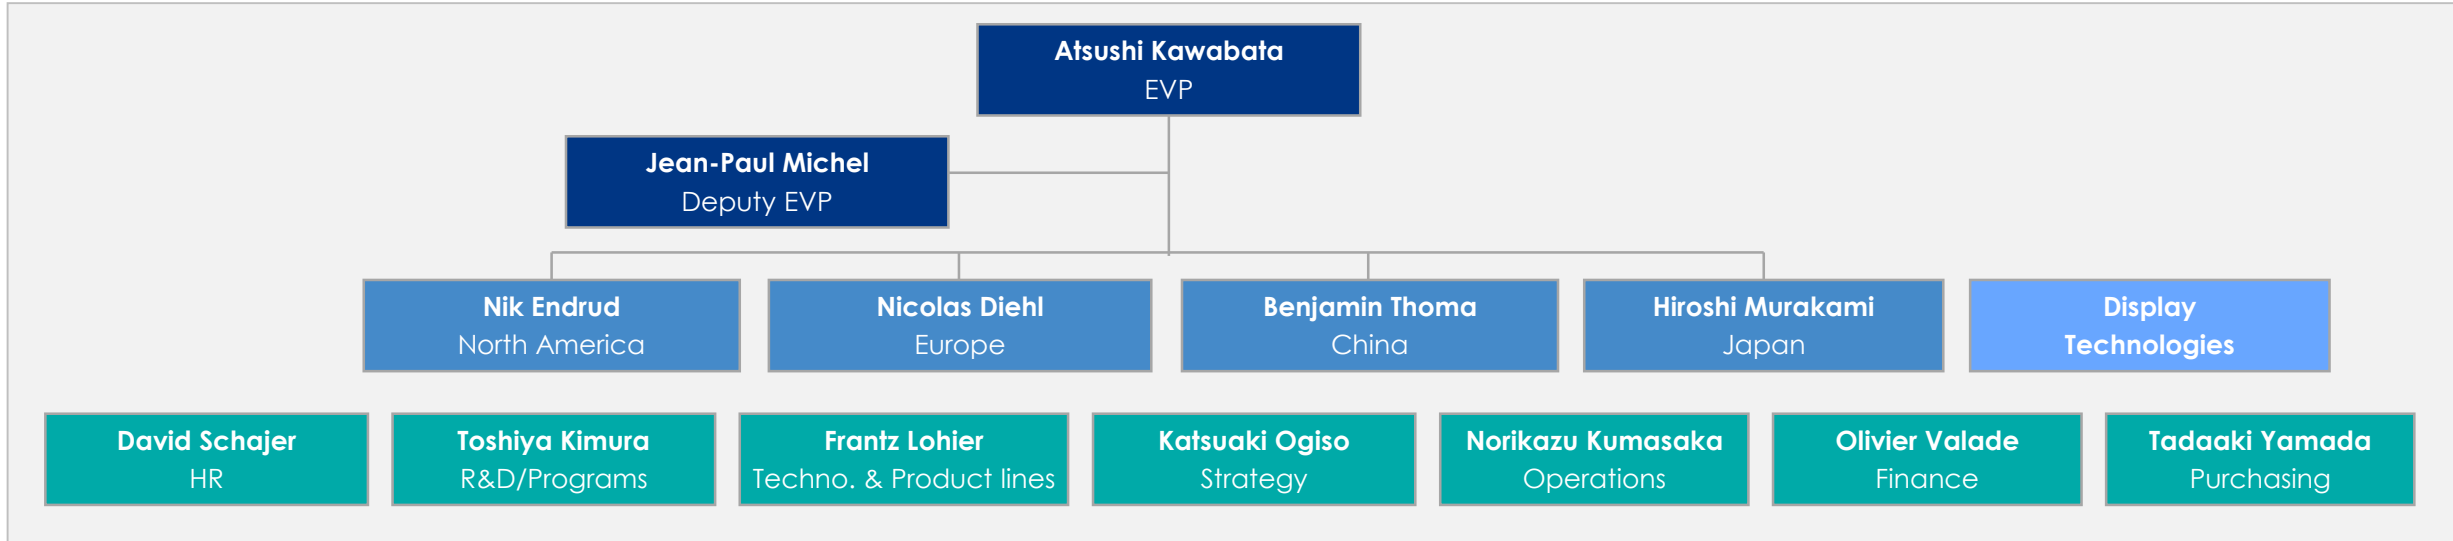 Atsushi Kawabata
EVP
Jean-Paul Michel
Deputy EVP
Nik Endrud
North America
Nicolas Diehl
Europe
Benjamin Thoma
China
Hiroshi Murakami
Japan
Display
Technologies
David Schajer
HR
Toshiya Kimura
R&D/Programs
Frantz Lohier
Techno. & Product lines
Katsuaki Ogiso
Strategy
Norikazu Kumasaka
Operations
Olivier Valade
Finance
Tadaaki Yamada
Purchasing